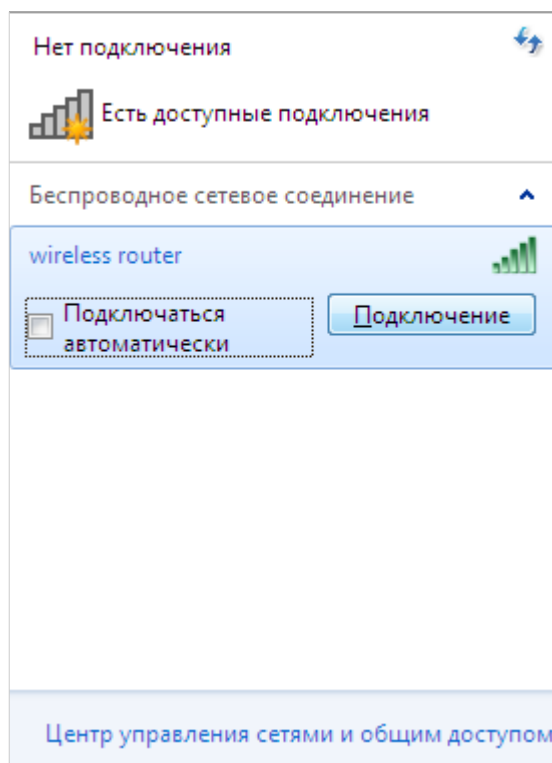 Нет подключения
Есть доступные подключения
Беспроводное сетевое соединение
wireless router
Подключаться
автоматически
Подключение
Центр управления сетями и общим доступом